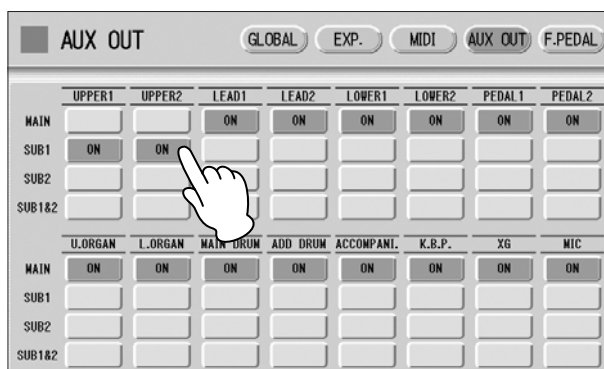 AUX OUT GLOBAL EXP. MIDI AUX OUT F.PEDAL
UPPER1 UPPER2 LEAD1 LEAD2 LOWER1 LOWER2 PEDAL1 PEDAL2
MAIN ON ON ON ON ON ON
SUB1 ON ON
SUB2
SUB1&2
U.ORGAN L.ORGAN MAIN DRUM ADD DRUM ACCOMPANI. K.B.P. XG MIC
MAIN ON ON ON ON ON ON ON ON
SUB1
SUB2
SUB1&2